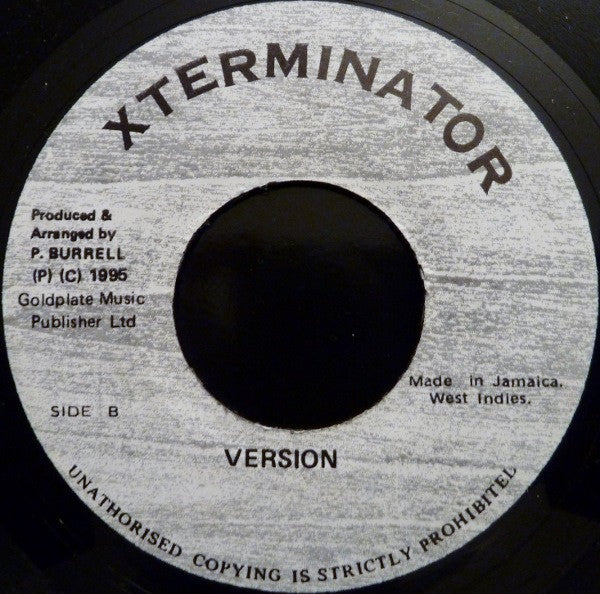 XTERMINATOR
Produced &
Arranged by
P. BURRELL
(P) (C) 1995
Goldplate Music
Publisher Ltd
Made in Jamaica.
West Indies.
SIDE B
VERSION
UNATHORISED COPYING IS STRICTLY PROHIBITEL